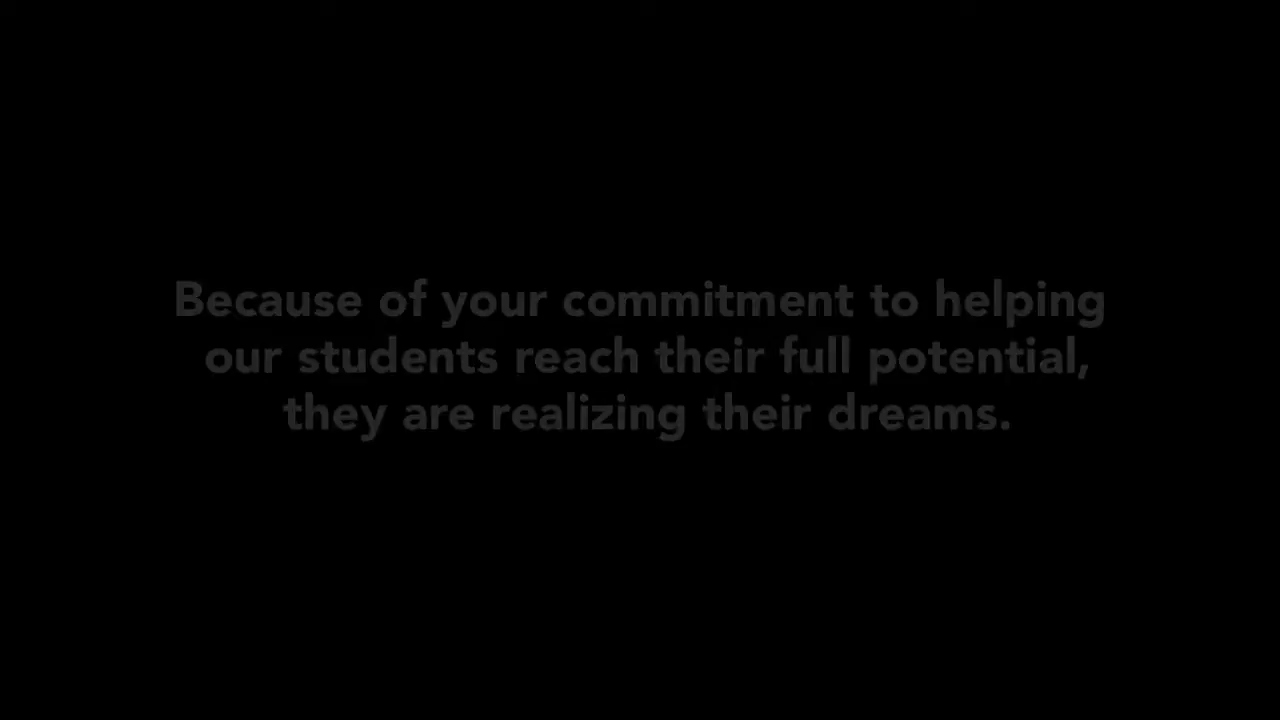 Because of your commitment to helping
our students reach their full potential,
they are realizing their dreams.